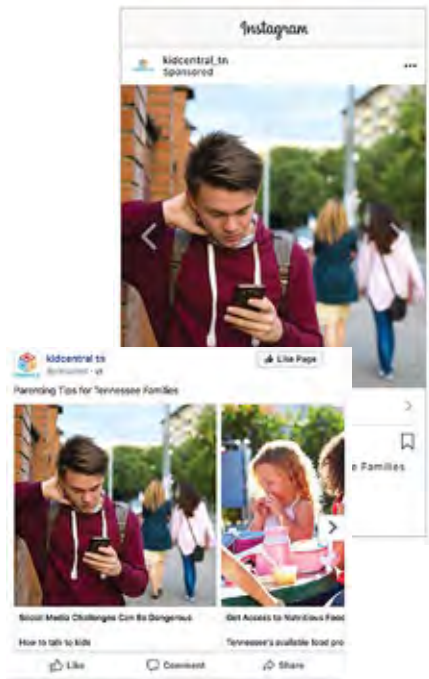 Instagram
kidcentral_tn
Sponsored
kidcentral tn
Sponsored
Like Page
Parenting Tips for Tennessee Families
e Families
Social Media Challenges Can Be Dangerous
Get Access to Nutritious Food
How to talk to kids
Tennessee's available food pro
Like
Comment
Share